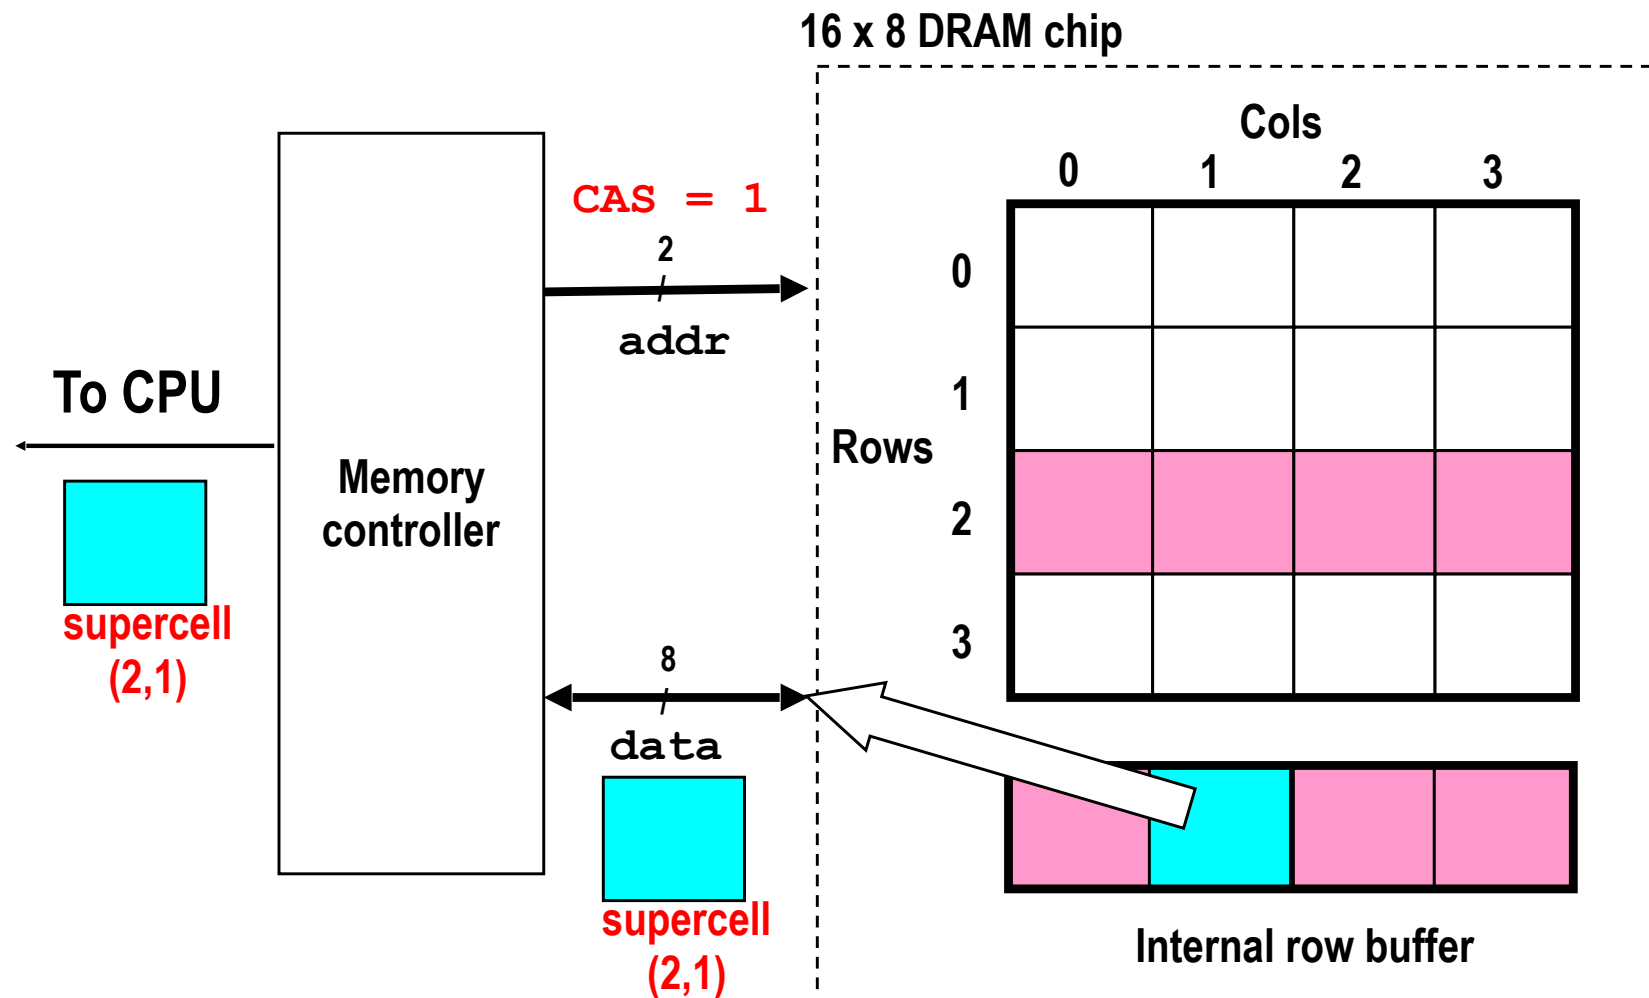 16 x 8 DRAM chip
Cols
0 1 2 3
CAS = 1
2
addr
0
1
Rows
2
3
To CPU
Memory
controller
supercell
(2,1)
8
data
supercell
(2,1)
Internal row buffer